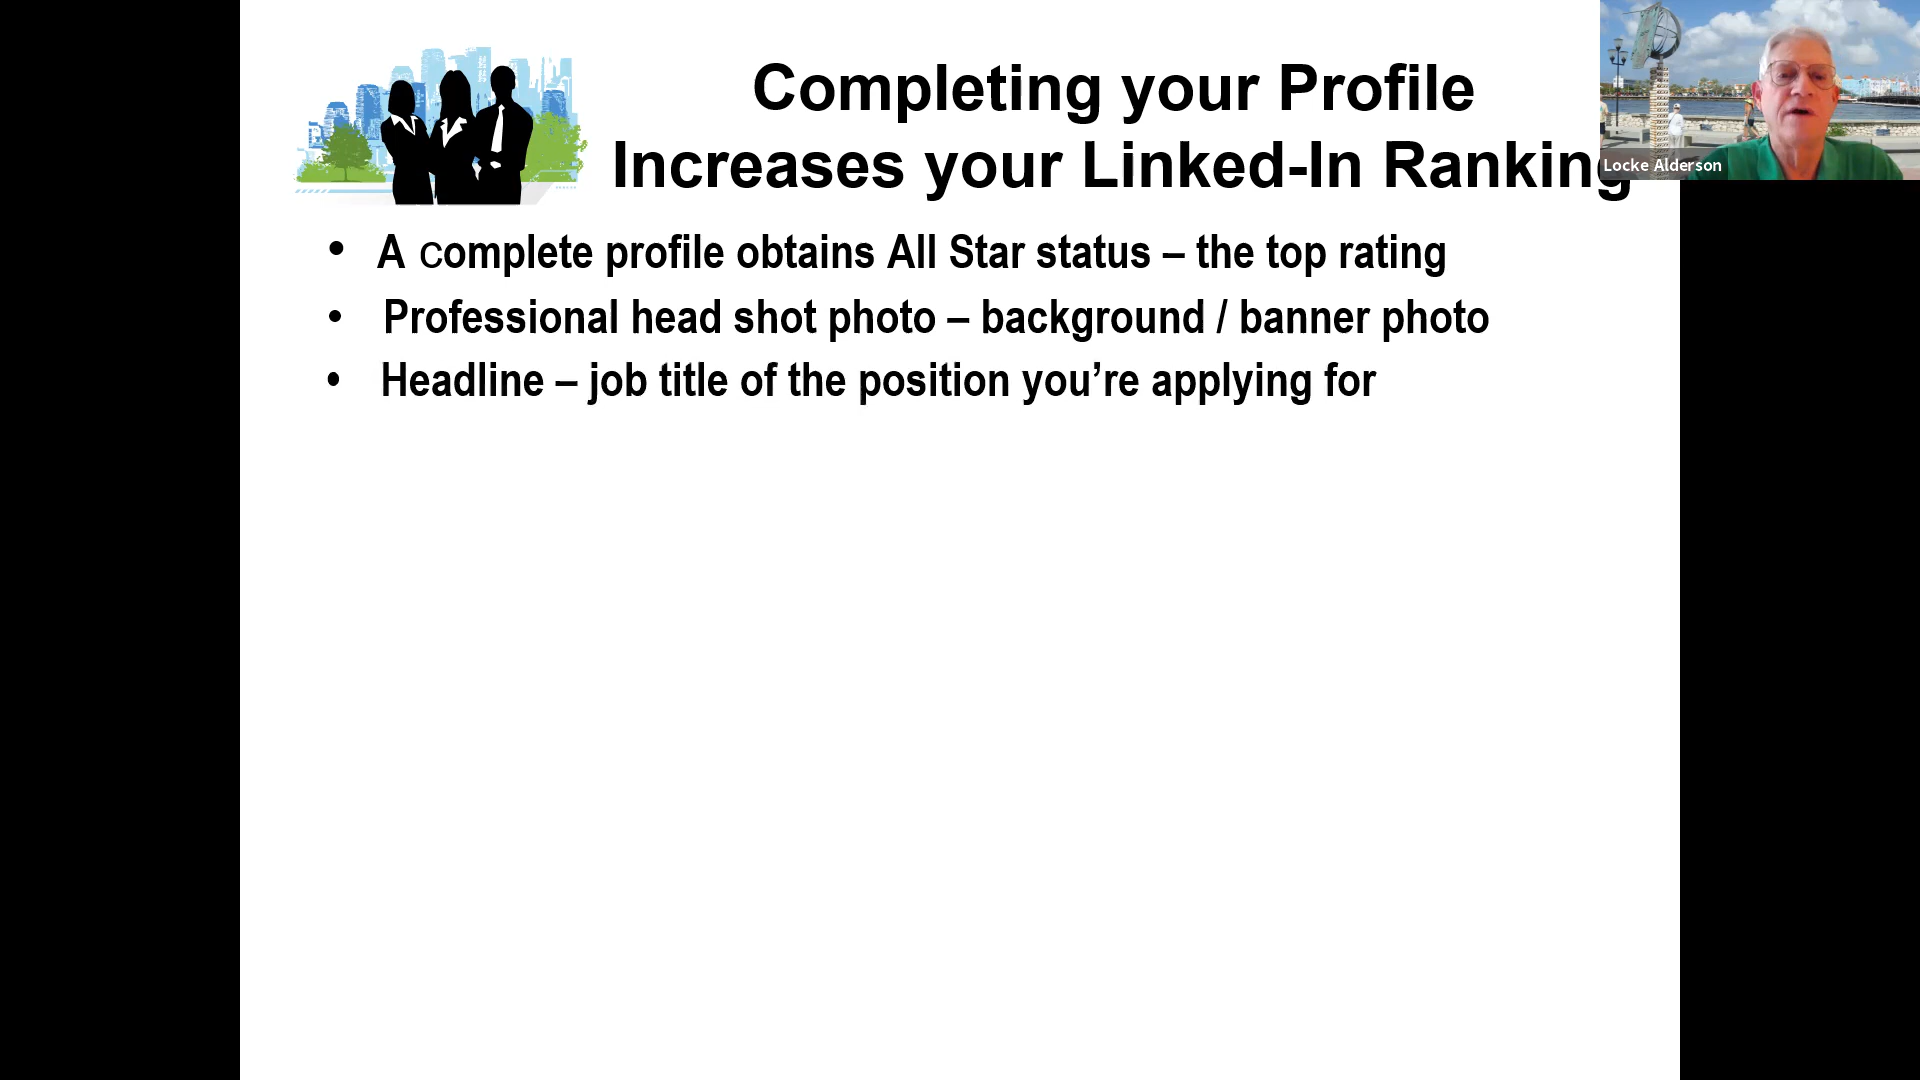 Completing your Profile
Increases your Linked-In Ranking
• A complete profile obtains All Star status – the top rating
• Professional head shot photo – background / banner photo
• Headline – job title of the position you’re applying for
Locke Alderson